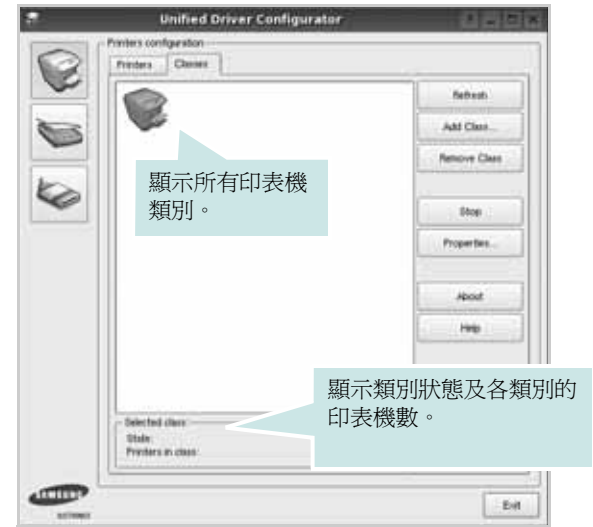 Unified Driver Configurator
Printers configuration
Printers
Classes
Refresh
Add Class...
Remove Class
顯示所有印表機
類別。
Stop
Properties...
About
Help
顯示類別狀態及各類別的
印表機數。
Selected class:
State:
Printers in class:
SAMSUNG
ELECTRONICS
Exit